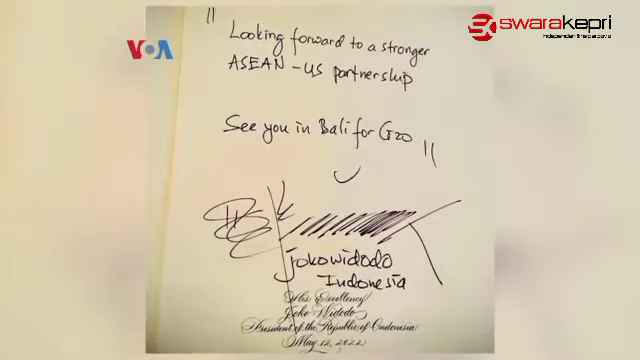 VOA
swarakepri
"Looking forward to a stronger
ASEAN - US partnership
See you in Bali for G20"
jokowidodo
Indonesia
His Excellency
Joko Widodo
President of the Republic of Indonesia
May 12, 2022